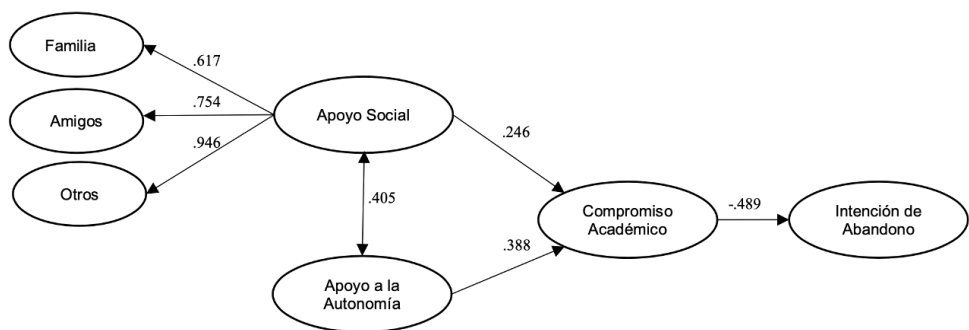 Familia
.617
Amigos
.754
Otros
.946
Apoyo Social
.246
.405
Apoyo a la
Autonomía
.388
Compromiso
Académico
-.489
Intención de
Abandono